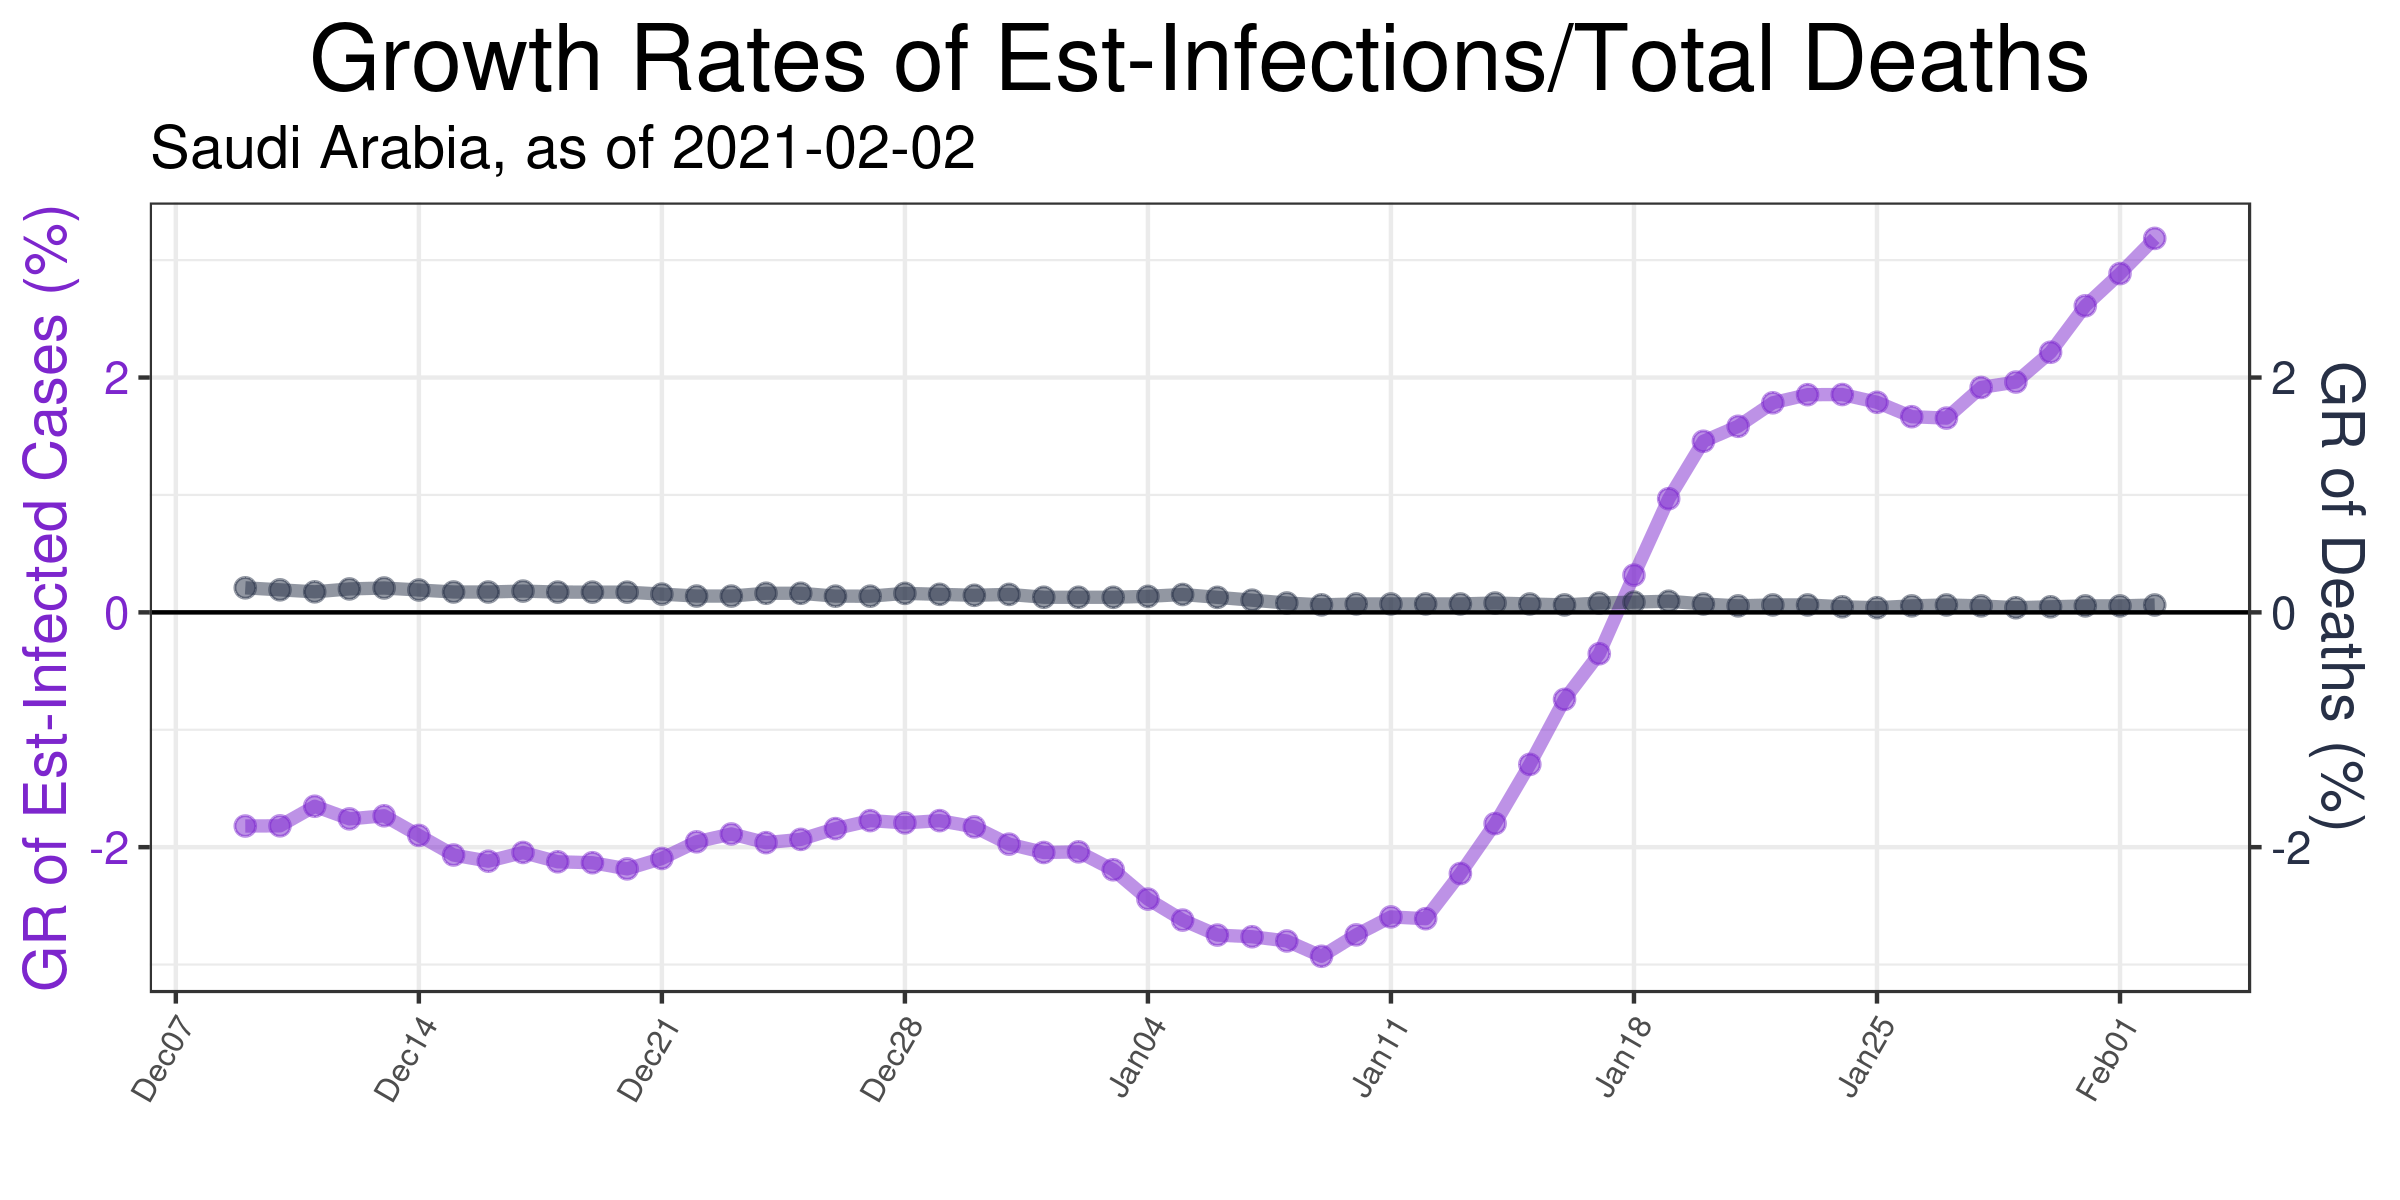 Growth Rates of Est-Infections/Total Deaths
Saudi Arabia, as of 2021-02-02
GR of Est-Infected Cases (%)
2
0
-2
2
0
-2
GR of Deaths (%)
Dec07
Dec14
Dec21
Dec28
Jan04
Jan11
Jan18
Jan25
Feb01